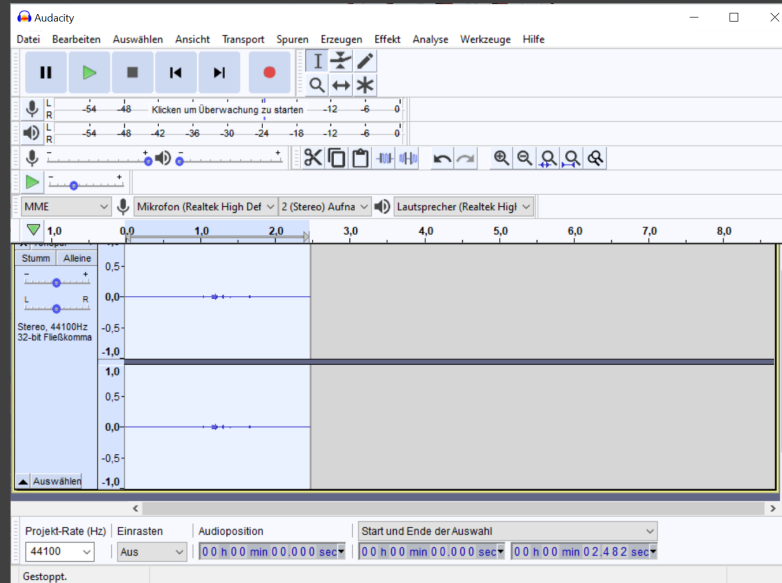 Audacity
Datei Bearbeiten Auswählen Ansicht Transport Spuren Erzeugen Effekt Analyse Werkzeuge Hilfe
L
R
-54 -48 Klicken um Überwachung zu starten -12 -6 0
L
R
-54 -48 -42 -36 -30 -24 -18 -12 -6 0
MME Mikrofon (Realtek High Def 2 (Stereo) Aufna Lautsprecher (Realtek High
1,0 0,0 1,0 2,0 3,0 4,0 5,0 6,0 7,0 8,0
Stumm Alleine
- +
L R
Stereo, 44100Hz
32-bit Fließkomma
0,5
0,0
-0,5
-1,0
1,0
0,5
0,0
-0,5
-1,0
Auswählen
Projekt-Rate (Hz) Einrasten Audioposition Start und Ende der Auswahl
44100 Aus 00 h 00 min 00.000 sec 00 h 00 min 00.000 sec 00 h 00 min 02.482 sec
Gestoppt.